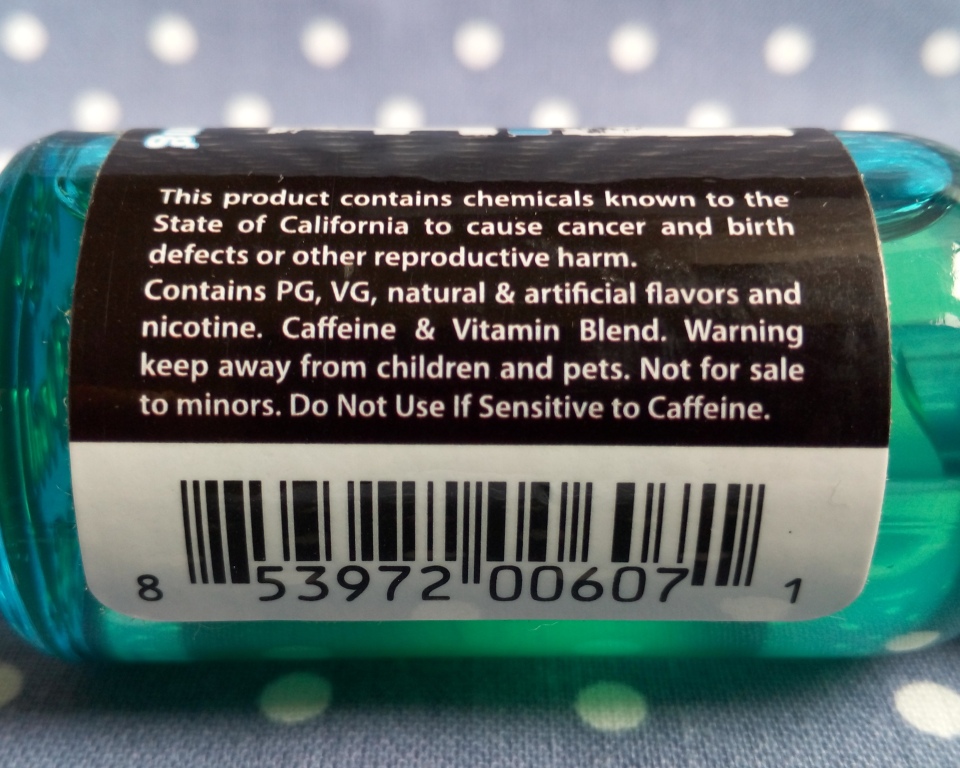 This product contains chemicals known to the
State of California to cause cancer and birth
defects or other reproductive harm.
Contains PG, VG, natural & artificial flavors and
nicotine. Caffeine & Vitamin Blend. Warning
keep away from children and pets. Not for sale
to minors. Do Not Use If Sensitive to Caffeine.
8 53972 00607 1